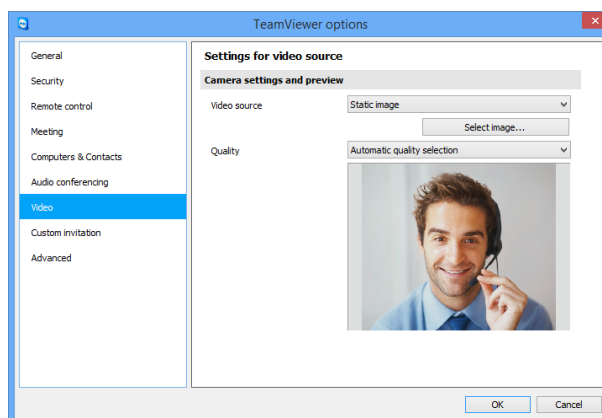 TeamViewer options
General
Security
Remote control
Meeting
Computers & Contacts
Audio conferencing
Video
Custom invitation
Advanced
Settings for video source
Camera settings and preview
Video source
Static image
Select image...
Quality
Automatic quality selection
OK
Cancel